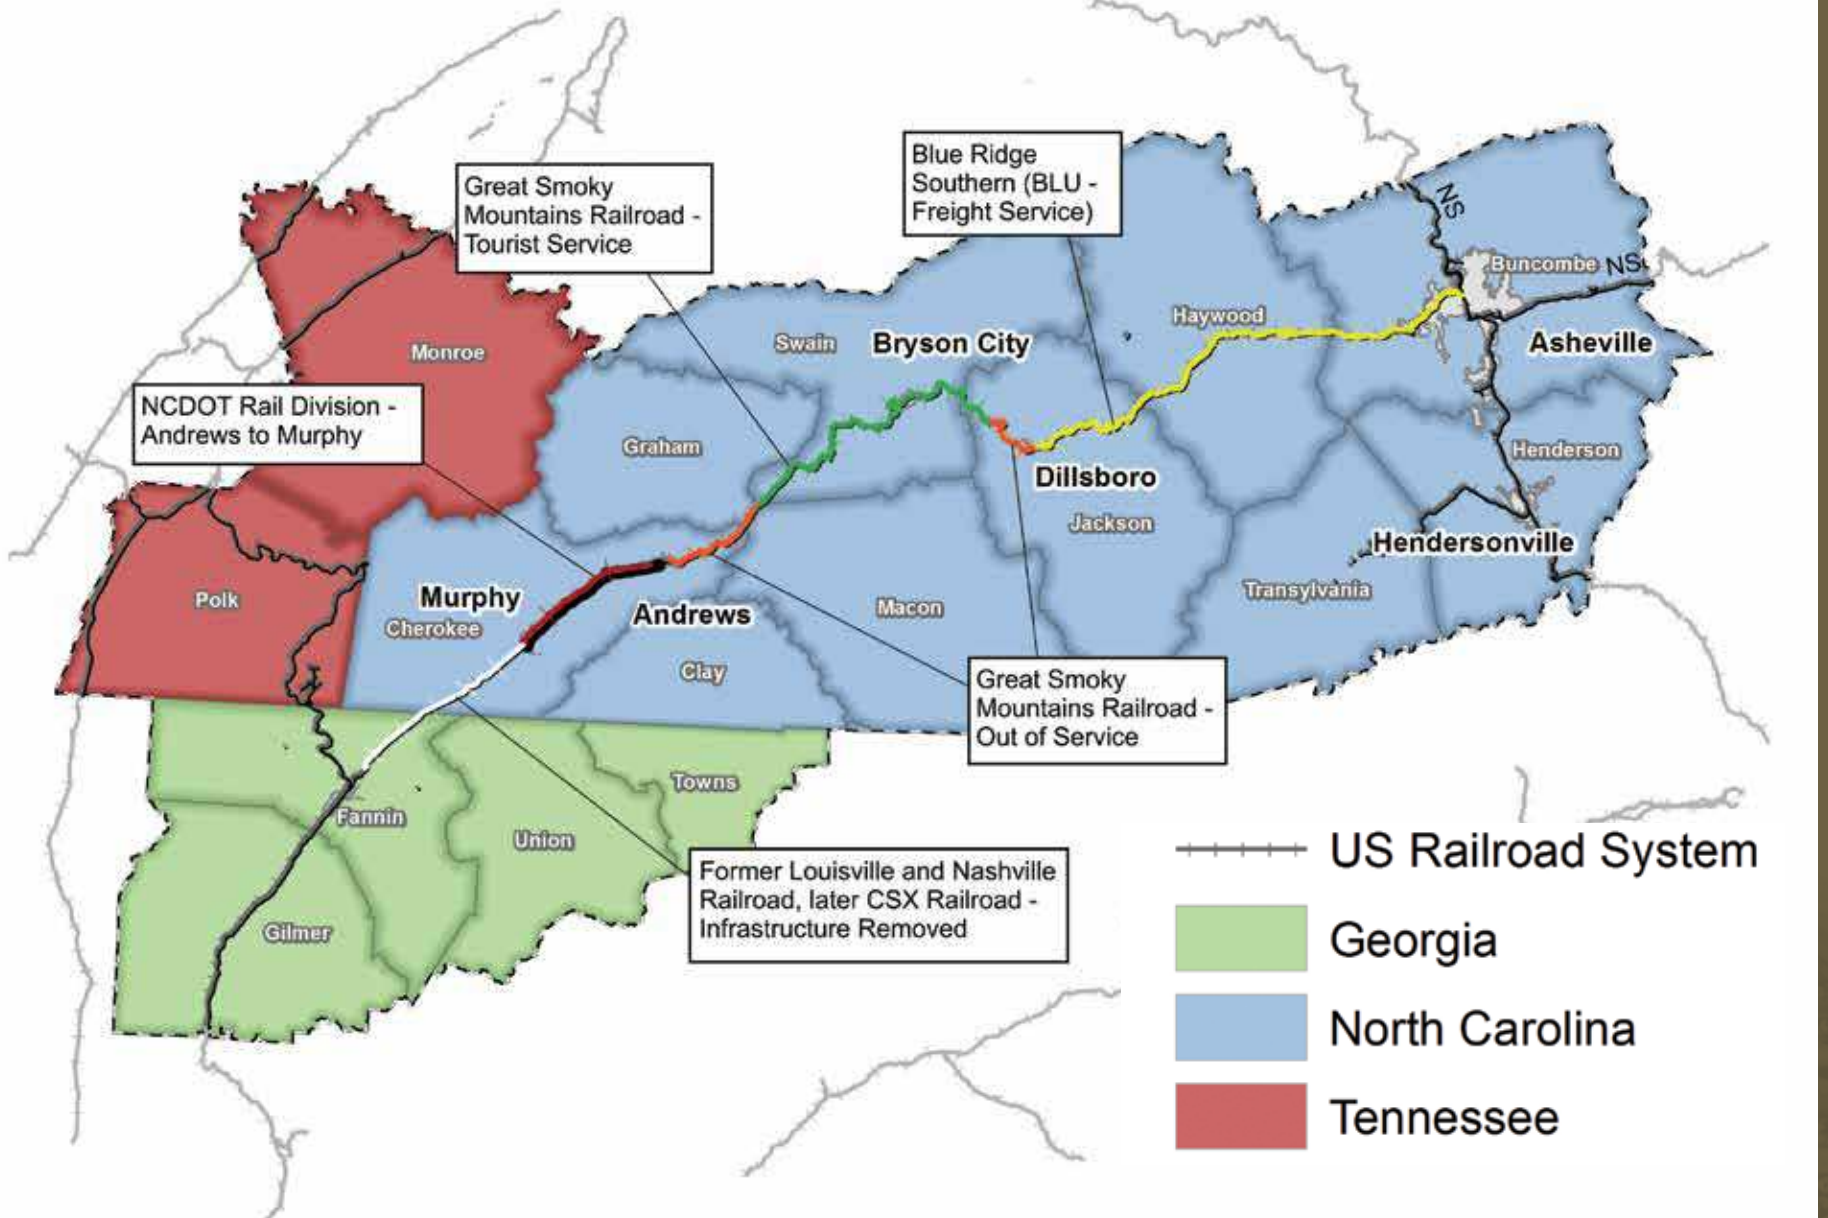 Blue Ridge
Southern (BLU -
Freight Service)
Great Smoky
Mountains Railroad -
Tourist Service
NS
Buncombe
NS
Haywood
Swain
Bryson City
Asheville
Monroe
NCDOT Rail Division -
Andrews to Murphy
Graham
Henderson
Dillsboro
Jackson
Hendersonville
Polk
Murphy
Cherokee
Andrews
Macon
Transylvania
Clay
Great Smoky
Mountains Railroad -
Out of Service
Towns
Fannin
Union
Former Louisville and Nashville
Railroad, later CSX Railroad -
Infrastructure Removed
Gilmer
US Railroad System
Georgia
North Carolina
Tennessee